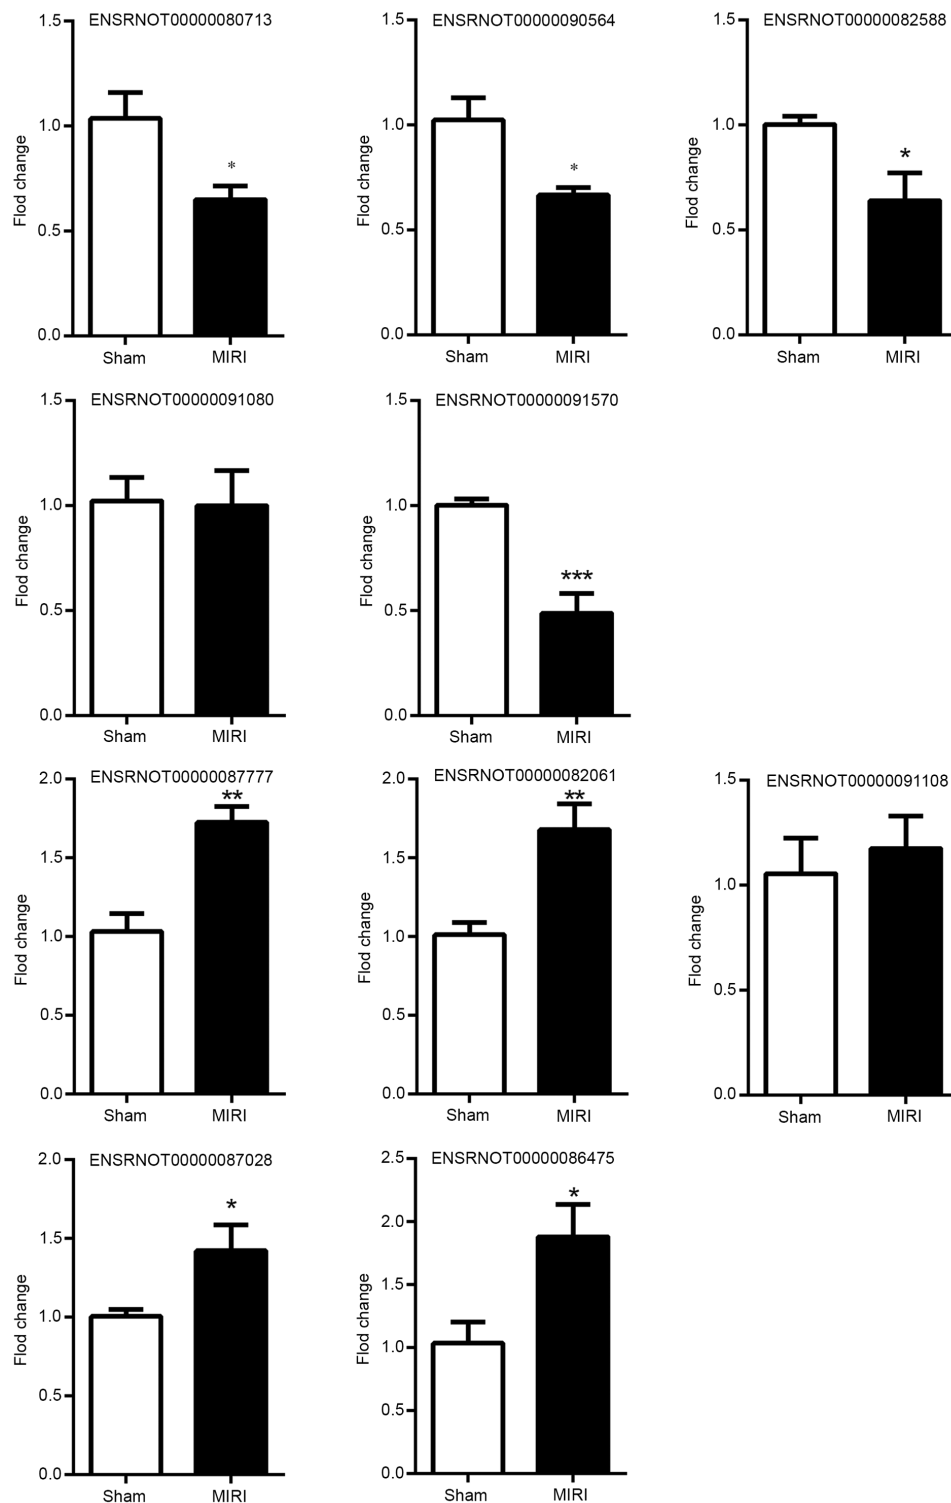 ENSRNOT00000080713
1.5
1.0
0.5
0.0
Flod change
*
Sham MIRI
ENSRNOT00000090564
1.5
1.0
0.5
0.0
Flod change
*
Sham MIRI
ENSRNOT00000082588
1.5
1.0
0.5
0.0
Flod change
*
Sham MIRI
ENSRNOT00000091080
1.5
1.0
0.5
0.0
Flod change
Sham MIRI
ENSRNOT00000091570
1.5
1.0
0.5
0.0
Flod change
***
Sham MIRI
ENSRNOT00000087777
2.0
1.5
1.0
0.5
0.0
Flod change
**
Sham MIRI
ENSRNOT00000082061
2.0
1.5
1.0
0.5
0.0
Flod change
**
Sham MIRI
ENSRNOT00000091108
1.5
1.0
0.5
0.0
Flod change
Sham MIRI
ENSRNOT00000087028
2.0
1.5
1.0
0.5
0.0
Flod change
*
Sham MIRI
ENSRNOT00000086475
2.5
2.0
1.5
1.0
0.5
0.0
Flod change
*
Sham MIRI